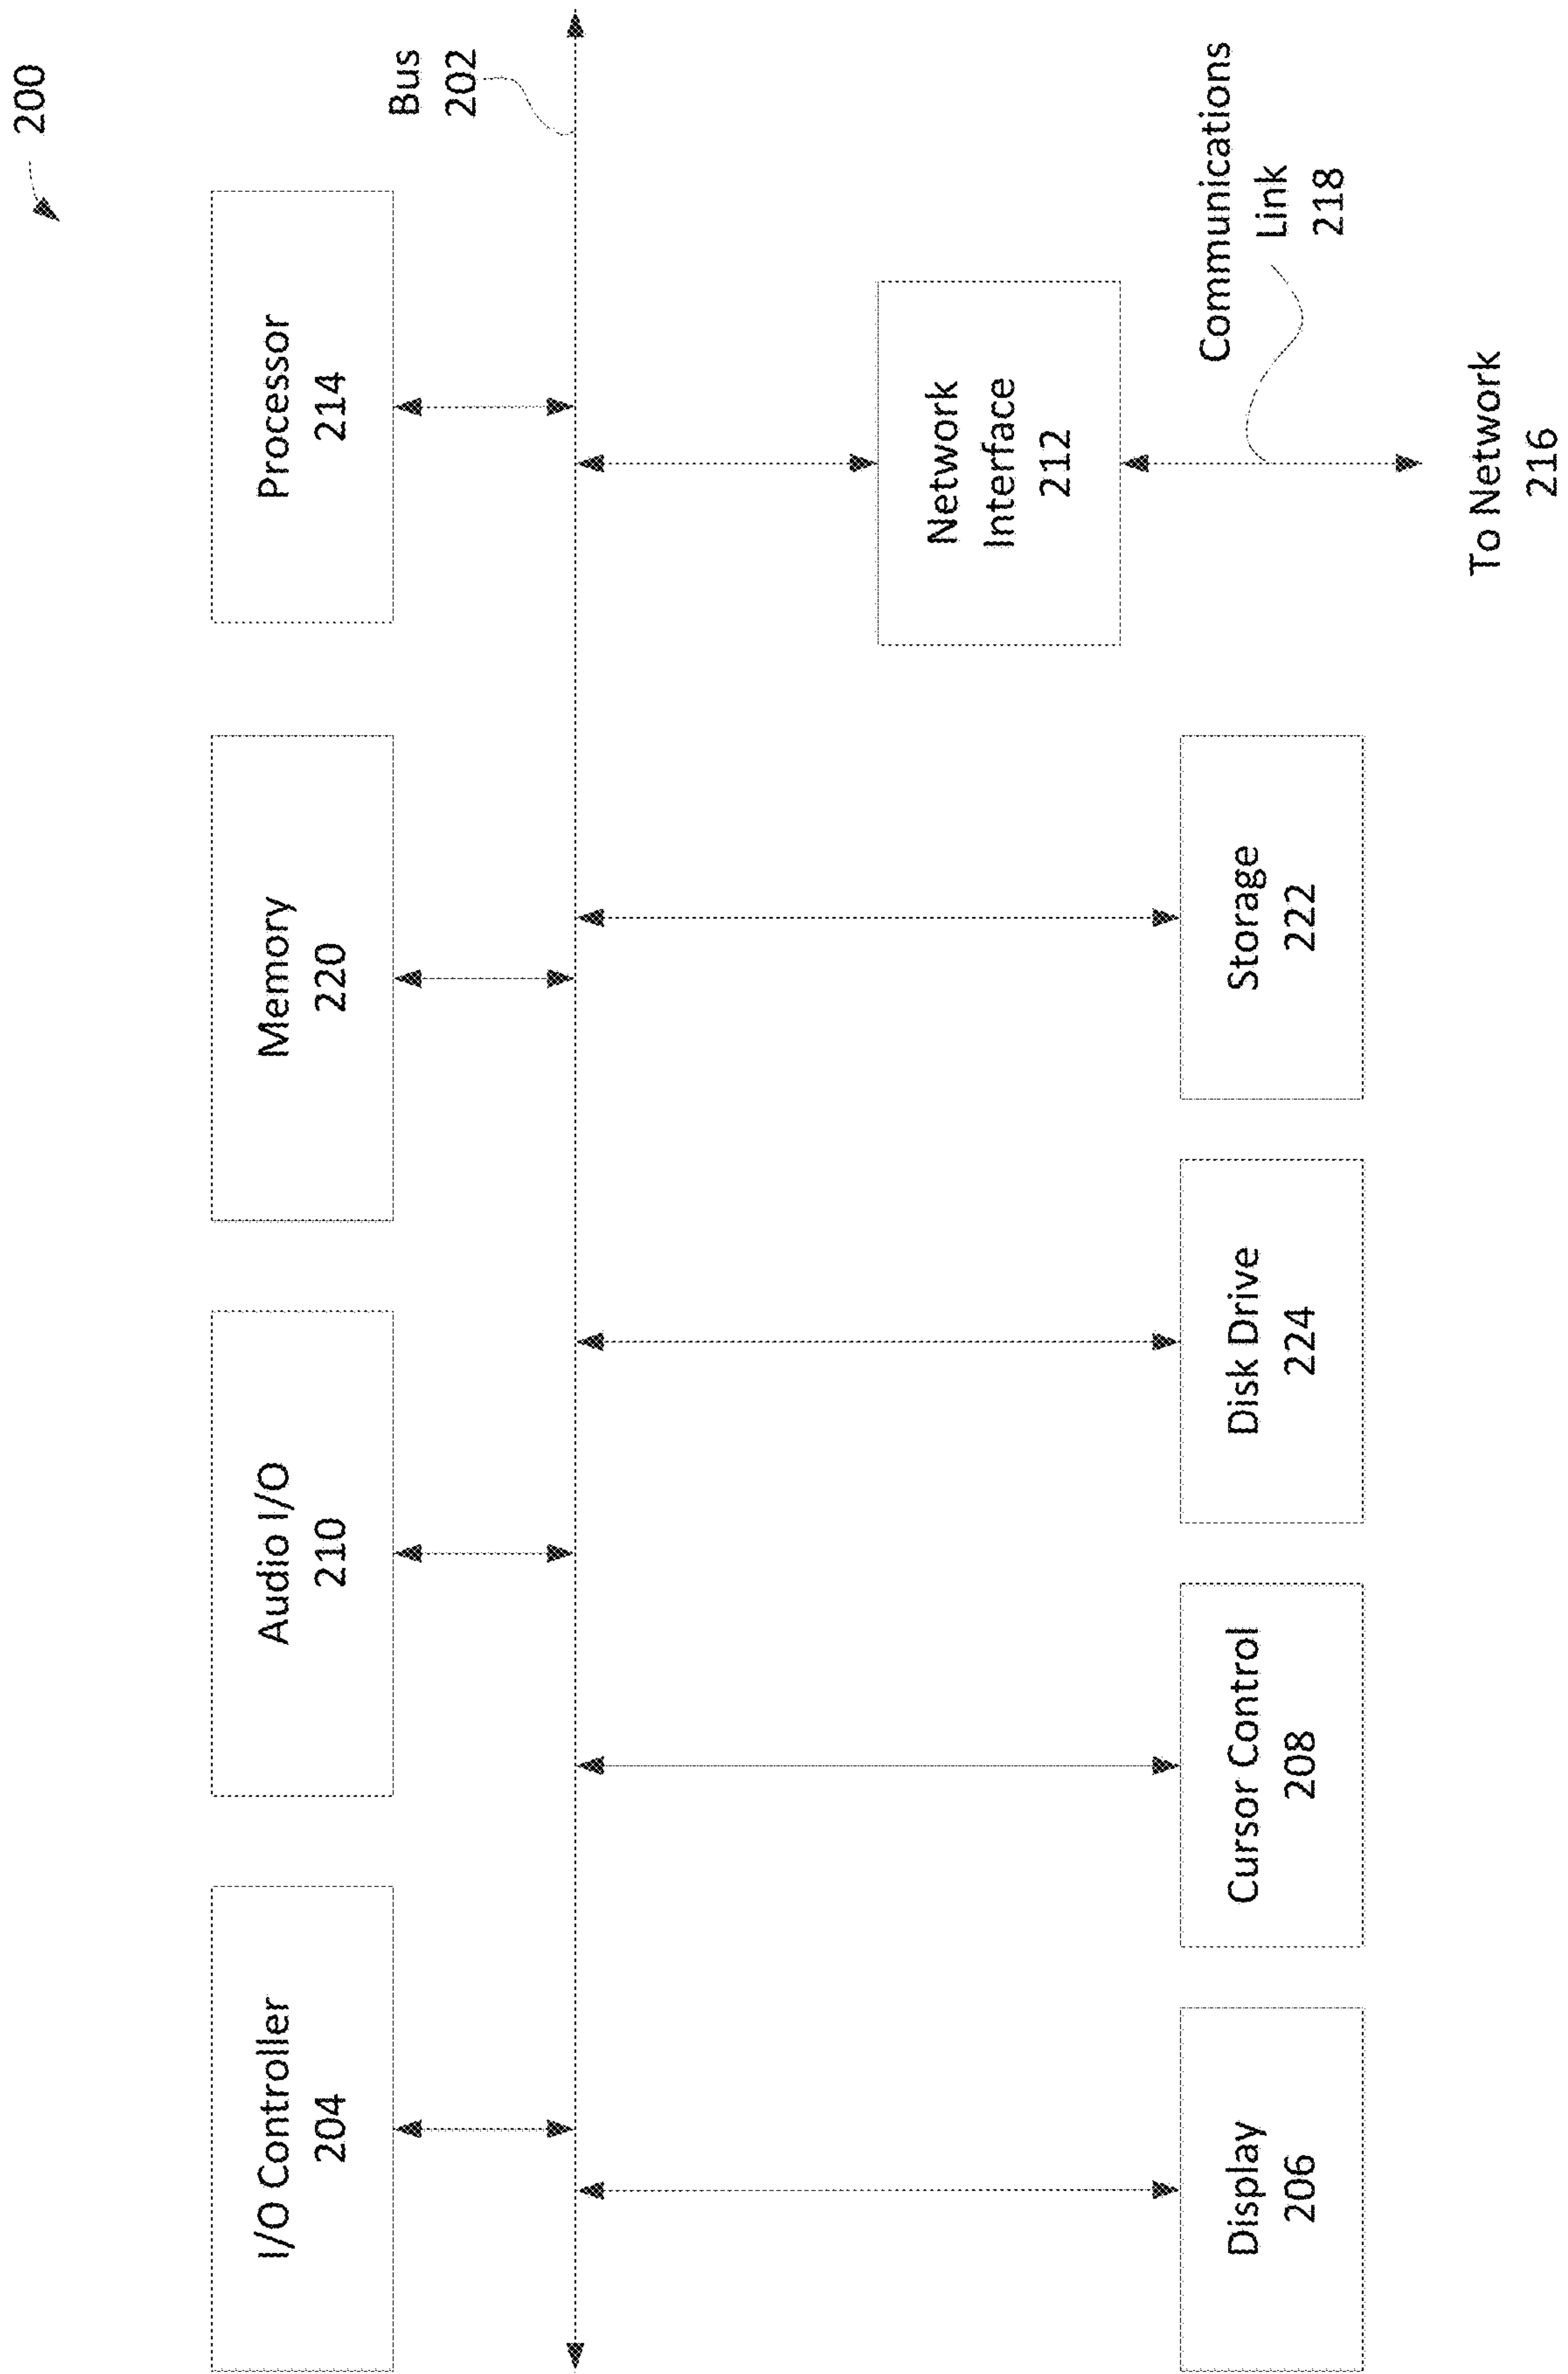 200
I/O Controller
204
Audio I/O
210
Memory
220
Processor
214
Bus
202
Network
Interface
212
Display
206
Cursor Control
208
Disk Drive
224
Storage
222
Communications
Link
218
To Network
216